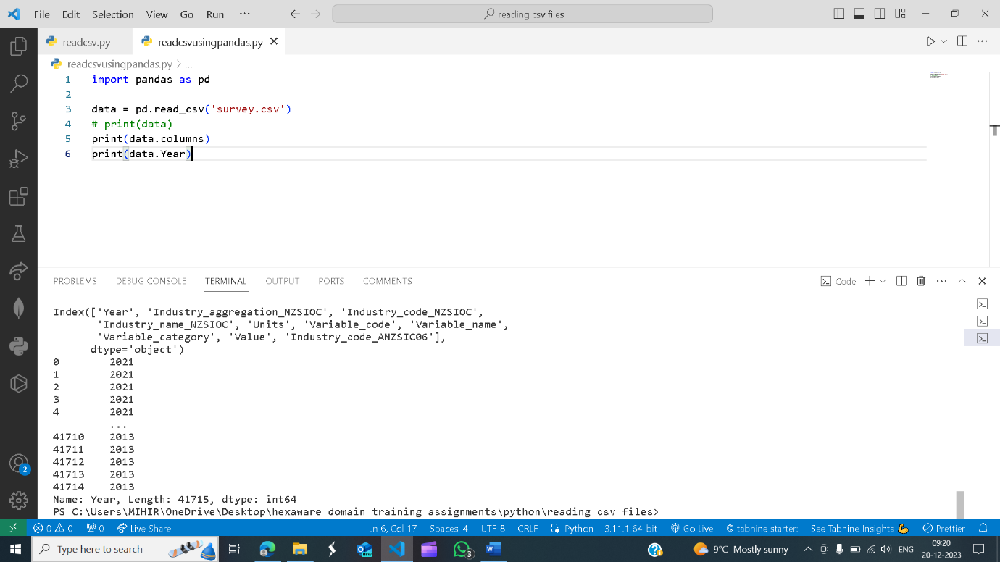 File Edit Selection View Go Run ··· reading csv files
readcsv.py readcsvusingpandas.py
readcsvusingpandas.py > ...
1 import pandas as pd
2
3 data = pd.read_csv('survey.csv')
4 # print(data)
5 print(data.columns)
6 print(data.Year)
PROBLEMS DEBUG CONSOLE TERMINAL OUTPUT PORTS COMMENTS Code
Index(['Year', 'Industry_aggregation_NZSIOC', 'Industry_code_NZSIOC',
'Industry_name_NZSIOC', 'Units', 'Variable_code', 'Variable_name',
'Variable_category', 'Value', 'Industry_code_ANZSIC06'],
dtype='object')
0 2021
1 2021
2 2021
3 2021
4 2021
...
41710 2013
41711 2013
41712 2013
41713 2013
41714 2013
Name: Year, Length: 41715, dtype: int64
PS C:\Users\MIHIR\OneDrive\Desktop\hexaware domain training assignments\python\reading csv files>
2
0 0 0 Live Share Ln 6, Col 17 Spaces: 4 UTF-8 CRLF Python 3.11.1 64-bit Go Live tabnine starter: See Tabnine Insights Prettier
Type here to search NEW 3 W 9°C Mostly sunny ENG 09:20
20-12-2023